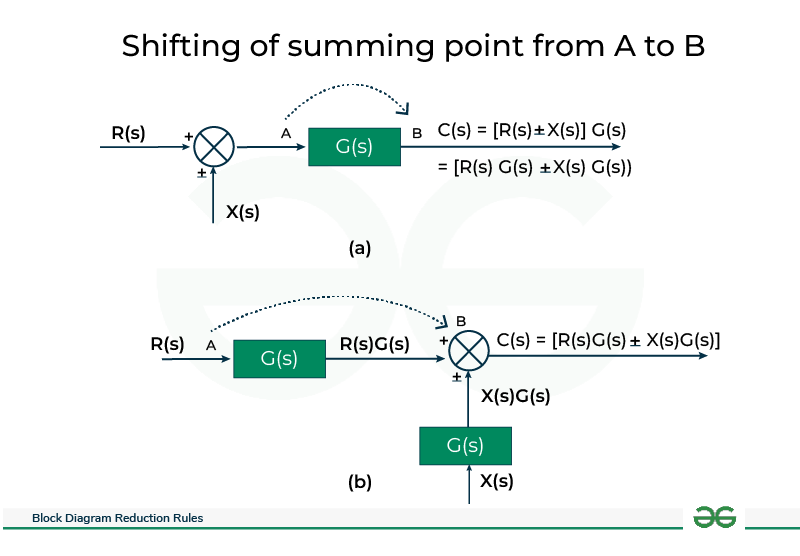 Shifting of summing point from A to B
R(s)
+
A
G(s)
B
C(s) = [R(s)±X(s)] G(s)
±
= [R(s) G(s) ±X(s) G(s))
X(s)
(a)
B
R(s)
A
G(s)
R(s)G(s)
+
C(s) = [R(s)G(s)± X(s)G(s)]
±
X(s)G(s)
G(s)
(b)
X(s)
Block Diagram Reduction Rules